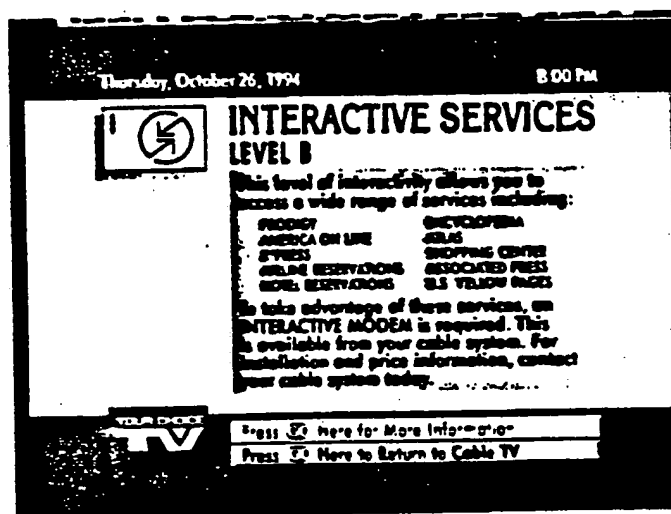 Thursday, October 26, 1994 8:00 PM
INTERACTIVE SERVICES
LEVEL B
This level of interactivity allows you to
access a wide range of services including:
PRODIGY ENCYCLOPEDIA
AMERICA ON LINE ATLAS
X*PRESS SHOPPING CENTER
AIRLINE RESERVATIONS ASSOCIATED PRESS
HOTEL RESERVATIONS U.S. YELLOW PAGES
To take advantage of these services, an
INTERACTIVE MODEM is required. This
is available from your cable system. For
installation and price information, contact
your cable system today.
TV
Press Here for More Information
Press Here to Return to Cable TV